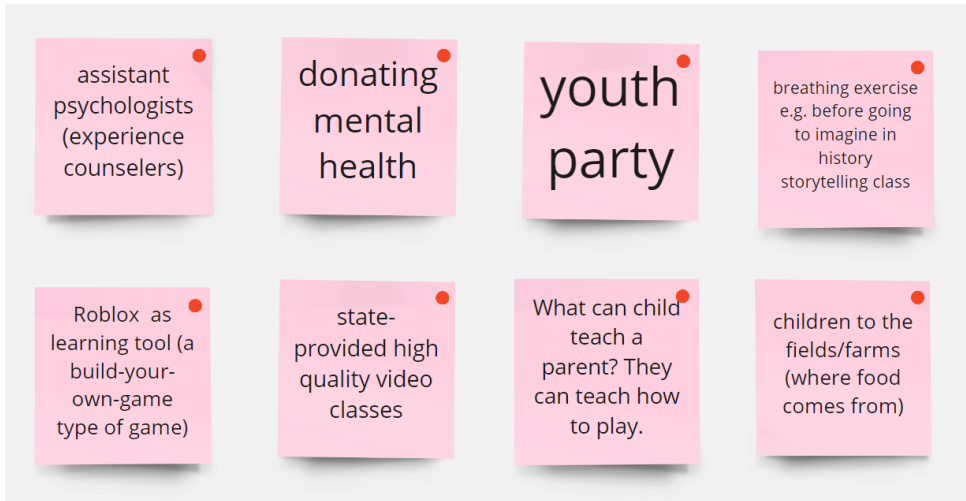 assistant
psychologists
(experience
counselers)
donating
mental
health
youth
party
breathing exercise
e.g. before going
to imagine in
history
storytelling class
Roblox as
learning tool (a
build-your-
own-game
type of game)
state-
provided high
quality video
classes
What can child
teach a
parent? They
can teach how
to play.
children to the
fields/farms
(where food
comes from)